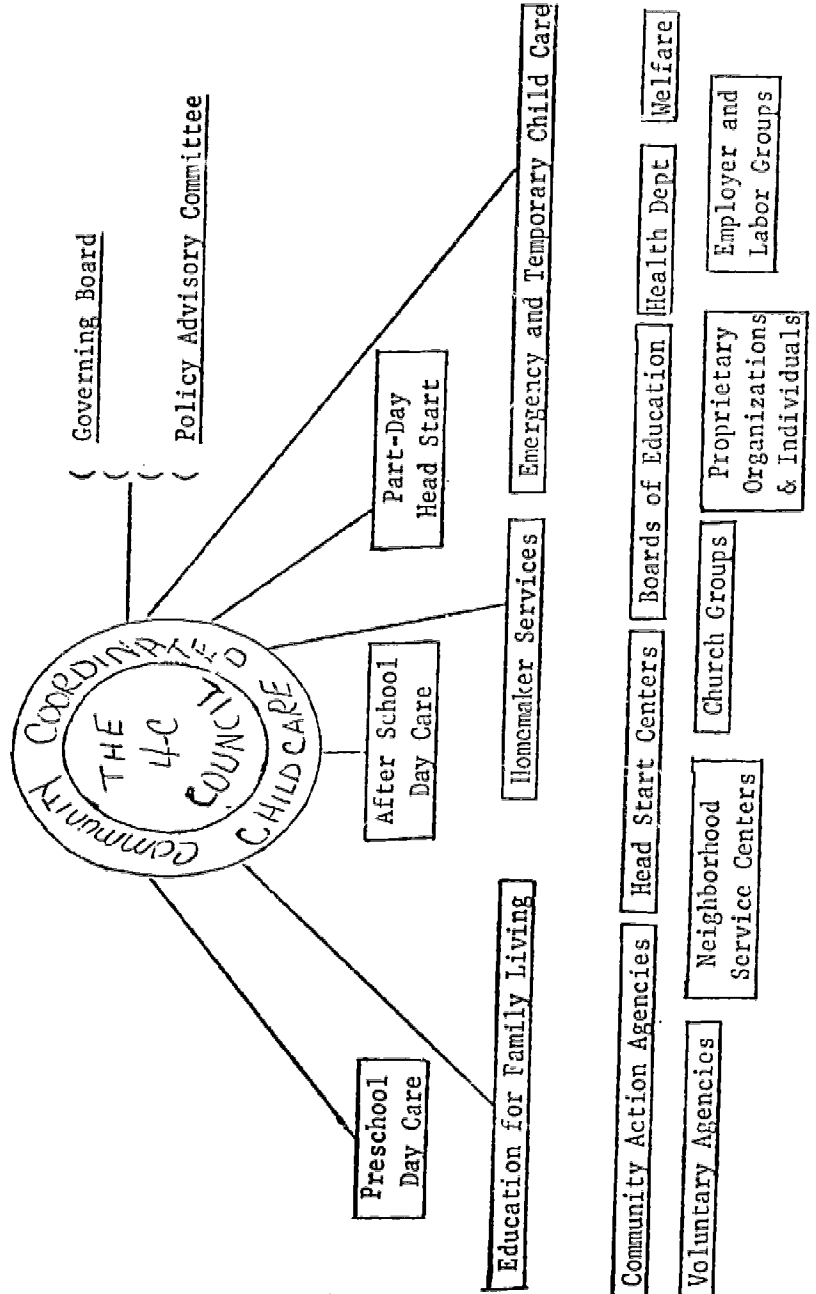 Governing Board
Policy Advisory Committee
COMMUNITY COORDINATED
CHILD CARE
THE
4-C
COUNCIL
Preschool
Day Care
After School
Day Care
Part-Day
Head Start
Education for Family Living
Homemaker Services
Emergency and Temporary Child Care
Community Action Agencies
Head Start Centers
Boards of Education
Health Dept
Welfare
Voluntary Agencies
Neighborhood
Service Centers
Church Groups
Proprietary
Organizations
& Individuals
Employer and
Labor Groups